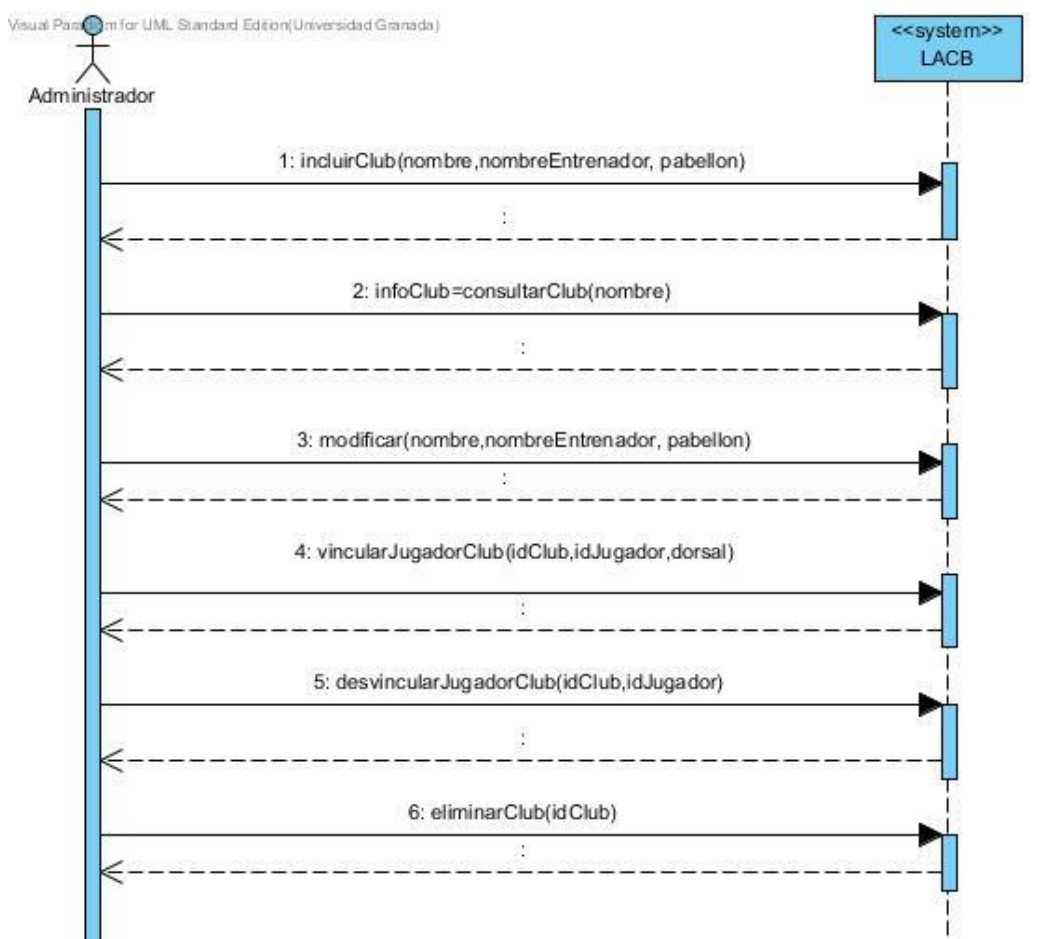 Visual Paradigm for UML Standard Edition(Universidad Granada)
<<system>>
LACB
Administrador
1: incluirClub(nombre,nombreEntrenador, pabellon)
:
2: infoClub=consultarClub(nombre)
:
3: modificar(nombre,nombreEntrenador, pabellon)
:
4: vincularJugadorClub(idClub,idJugador,dorsal)
:
5: desvincularJugadorClub(idClub,idJugador)
:
6: eliminarClub(idClub)
: